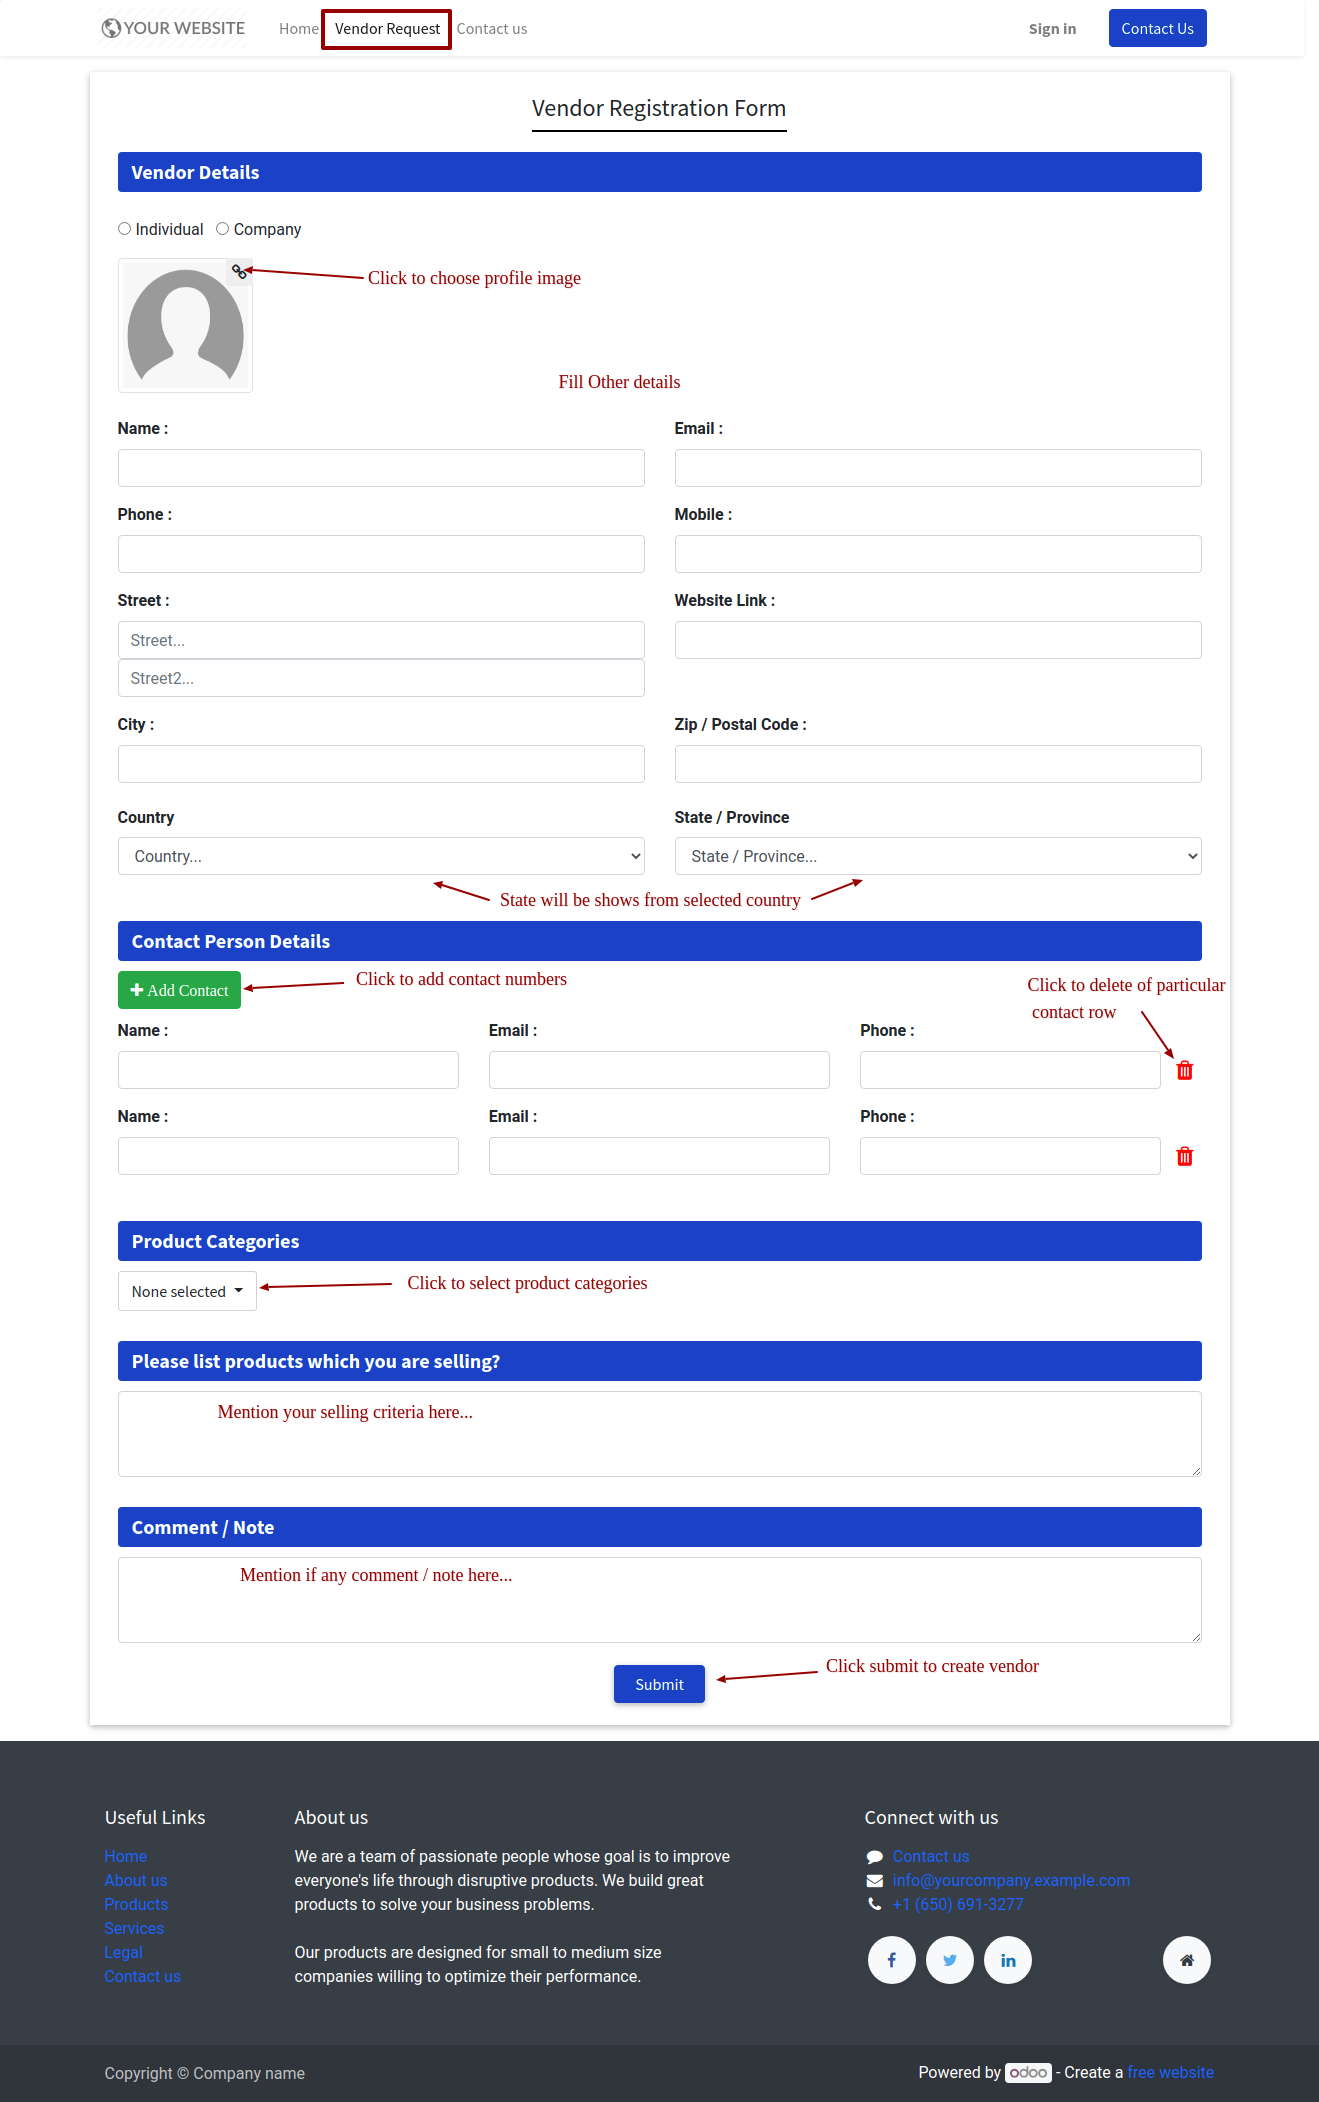 YOUR WEBSITE Home Vendor Request Contact us Sign in Contact Us
Vendor Registration Form
Vendor Details
Individual Company
Click to choose profile image
Fill Other details
Name : Email :
Phone : Mobile :
Street : Website Link :
Street...
Street2...
City : Zip / Postal Code :
Country State / Province
Country... State / Province...
State will be shows from selected country
Contact Person Details
Add Contact Click to add contact numbers
Click to delete of particular
contact row
Name : Email : Phone :
Name : Email : Phone :
Product Categories
None selected Click to select product categories
Please list products which you are selling?
Mention your selling criteria here...
Comment / Note
Mention if any comment / note here...
Submit Click submit to create vendor
Useful Links
Home
About us
Products
Services
Legal
Contact us
About us
We are a team of passionate people whose goal is to improve
everyone's life through disruptive products. We build great
products to solve your business problems.
Our products are designed for small to medium size
companies willing to optimize their performance.
Connect with us
Contact us
info@yourcompany.example.com
+1 (650) 691-3277
Copyright © Company name
Powered by odoo - Create a free website